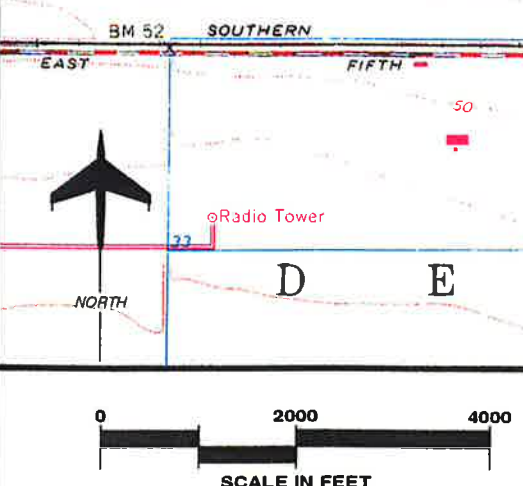 BM 52 SOUTHERN
EAST FIFTH
50
Radio Tower
33
D E
NORTH
0 2000 4000
SCALE IN FEET